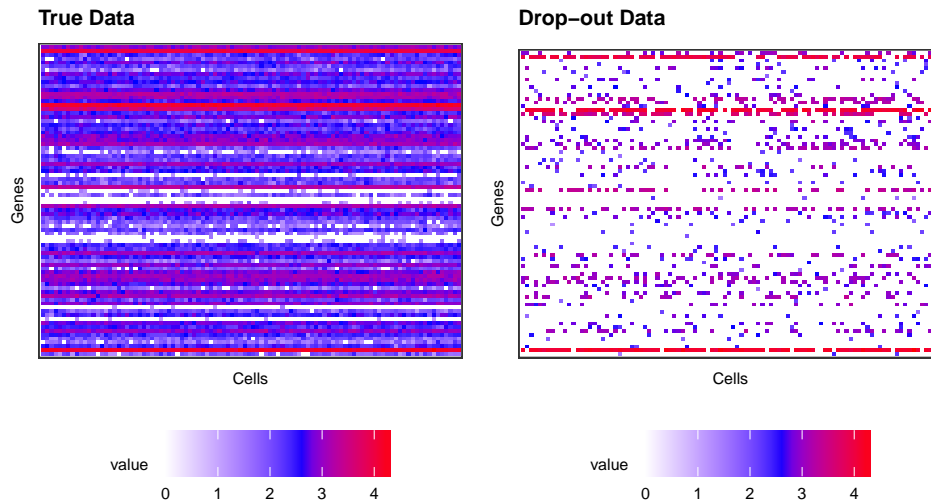 True Data
Drop−out Data
Genes
Genes
Cells
Cells
value
0 1 2 3 4
value
0 1 2 3 4